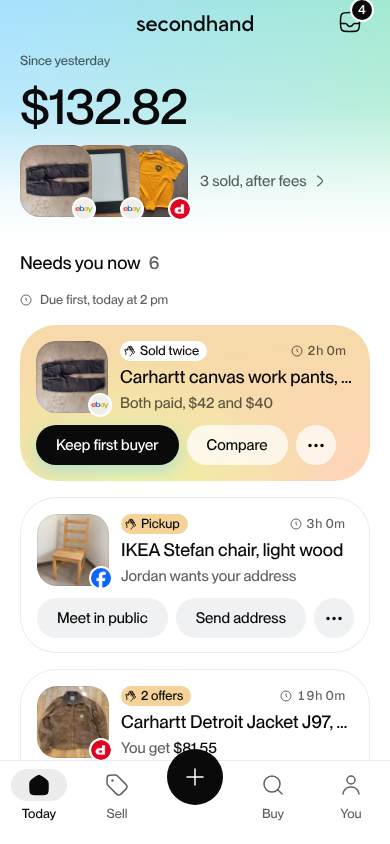 secondhand
4
Since yesterday
$132.82
ebay
ebay
d
3 sold, after fees
Needs you now 6
Due first, today at 2 pm
Sold twice
2h 0m
Carhartt canvas work pants, ...
Both paid, $42 and $40
ebay
Keep first buyer
Compare
Pickup
3h 0m
IKEA Stefan chair, light wood
Jordan wants your address
Meet in public
Send address
2 offers
19h 0m
Carhartt Detroit Jacket J97, ...
You get $81.55
d
Today
Sell
Buy
You